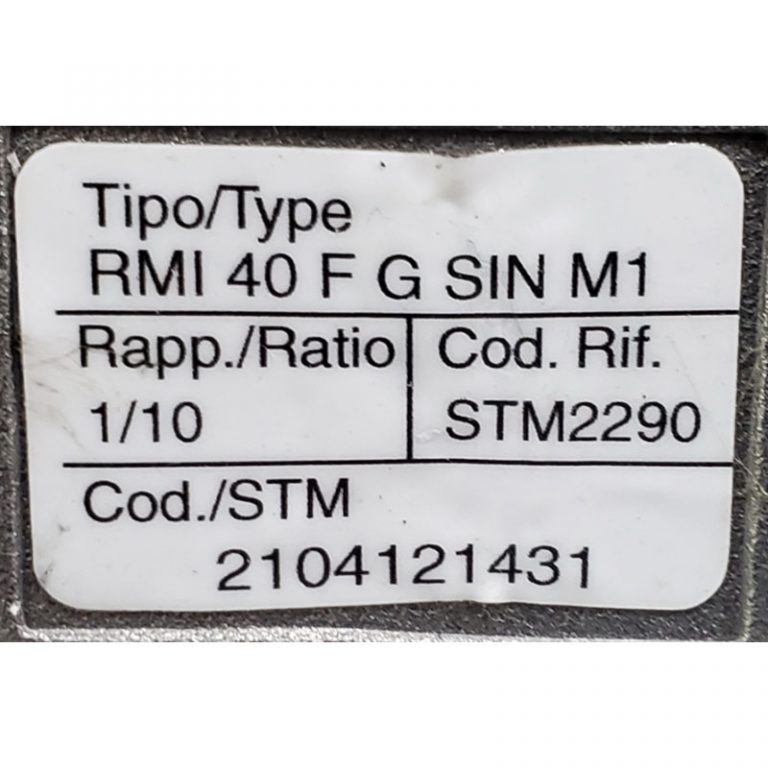 Tipo/Type
RMI 40 F G SIN M1
Rapp./Ratio
1/10
Cod. Rif.
STM2290
Cod./STM
2104121431